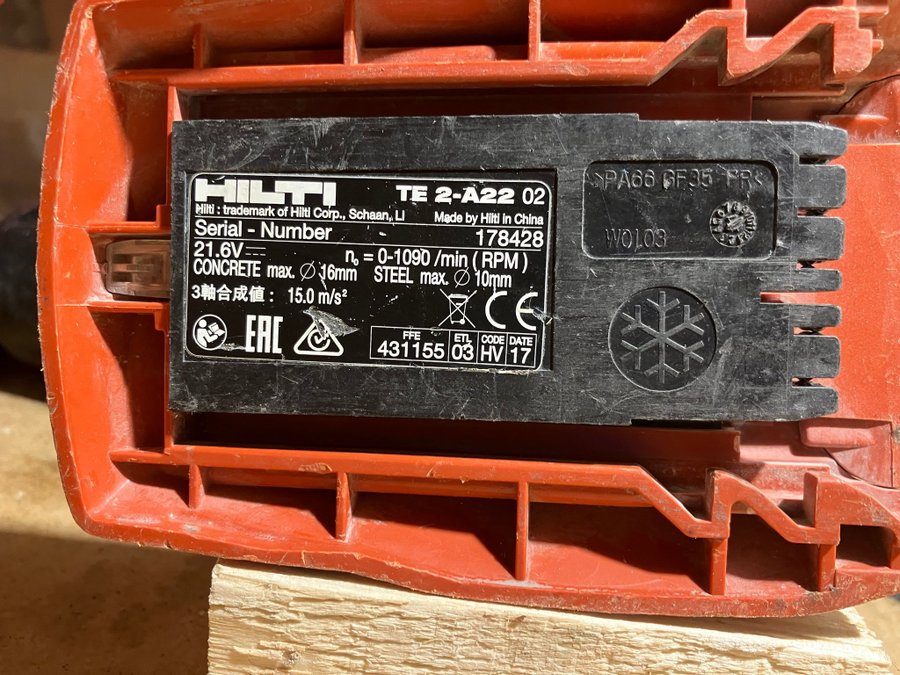 HILTI TE 2-A22 02
Hilti : trademark of Hilti Corp., Schaan, LI Made by Hilti in China
Serial - Number 178428
21.6V n₀ = 0-1090 /min ( RPM )
CONCRETE max. ∅ 16mm STEEL max. ∅ 10mm
3軸合成値 : 15.0 m/s²
EAC CE
FFE ETL CODE DATE
431155 03 HV 17
>PA66 GF35 FR<
W0103